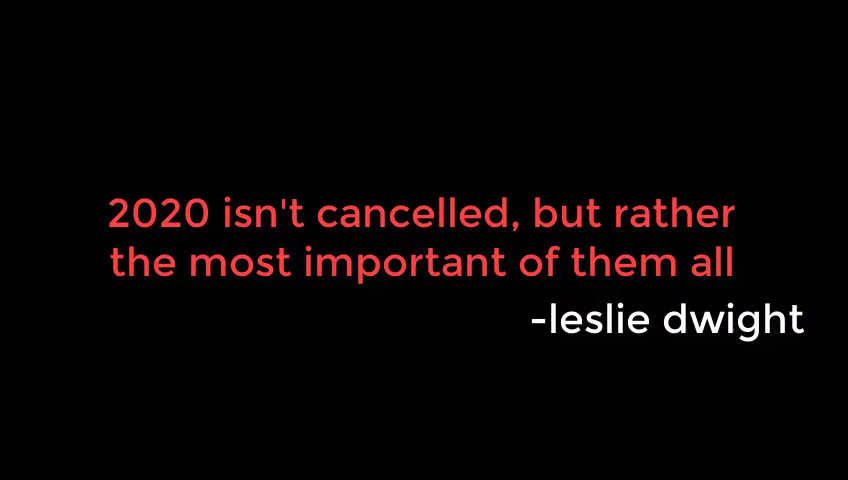 2020 isn't cancelled, but rather
the most important of them all
-leslie dwight